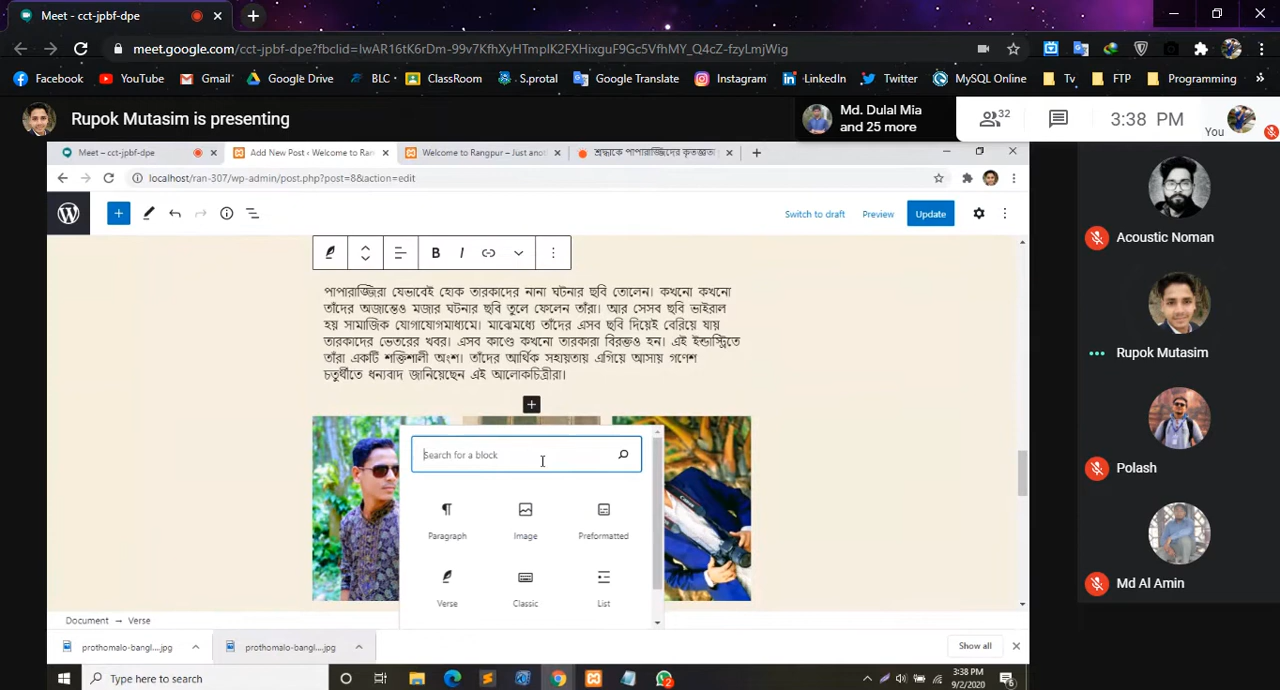 Meet - cct-jpbf-dpe
meet.google.com/cct-jpbf-dpe?fbclid=IwAR16tK6rDm-99v7KfhXyHTmpIK2FXHixguF9Gc5VfhMY_Q4cZ-fzyLmjWig
Facebook YouTube Gmail Google Drive BLC ClassRoom S.protal Google Translate Instagram LinkedIn Twitter MySQL Online Tv FTP Programming
Rupok Mutasim is presenting
Md. Dulal Mia
and 25 more
32
3:38 PM
You
Meet – cct-jpbf-dpe
Add New Post ‹ Welcome to Ran
Welcome to Rangpur – Just anot
শ্রদ্ধাকে পাপারাজ্জিদের কৃতজ্ঞতা
localhost/ran-307/wp-admin/post.php?post=8&action=edit
Switch to draft Preview Update
B I
পাপারাজ্জিরা যেভাবেই হোক তারকাদের নানা ঘটনার ছবি তোলেন। কখনো কখনো
তাঁদের অজান্তেও মজার ঘটনার ছবি তুলে ফেলেন তাঁরা। আর সেসব ছবি ভাইরাল
হয় সামাজিক যোগাযোগমাধ্যমে। মাঝেমধ্যে তাঁদের এসব ছবি দিয়েই বেরিয়ে যায়
তারকাদের ভেতরের খবর। এসব কাণ্ডে কখনো তারকারা বিরক্তও হন। এই ইন্ডাস্ট্রিতে
তাঁরা একটি শক্তিশালী অংশ। তাঁদের আর্থিক সহায়তায় এগিয়ে আসায় গণেশ
চতুর্থীতে ধন্যবাদ জানিয়েছেন এই আলোকচিত্রীরা।
Search for a block
Paragraph Image Preformatted
Verse Classic List
Canon
Document → Verse
prothomalo-bangl....jpg
prothomalo-bangl....jpg
Show all
Type here to search
2
3:38 PM
9/2/2020
6
Acoustic Noman
Rupok Mutasim
Polash
Md Al Amin